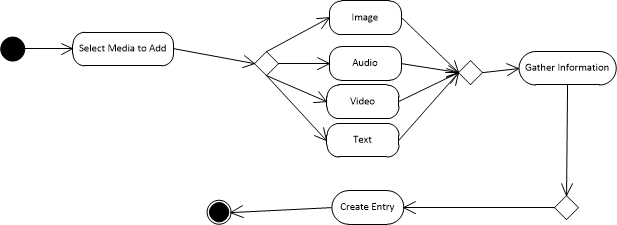 Image
Select Media to Add
Audio
Gather Information
Video
Text
Create Entry